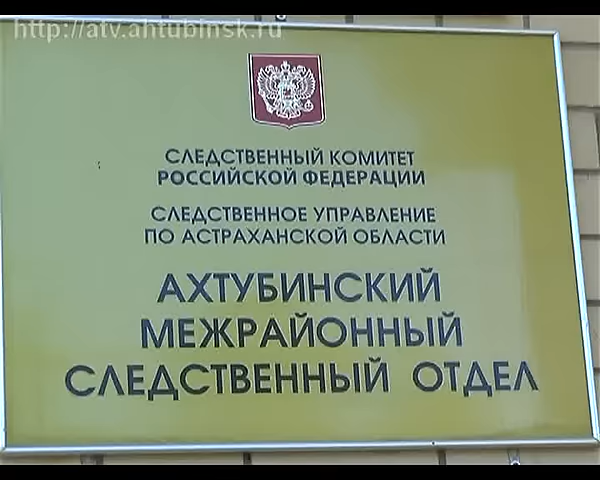 http://atv.ahtubinsk.ru
СЛЕДСТВЕННЫЙ КОМИТЕТ
РОССИЙСКОЙ ФЕДЕРАЦИИ
СЛЕДСТВЕННОЕ УПРАВЛЕНИЕ
ПО АСТРАХАНСКОЙ ОБЛАСТИ
АХТУБИНСКИЙ
МЕЖРАЙОННЫЙ
СЛЕДСТВЕННЫЙ ОТДЕЛ